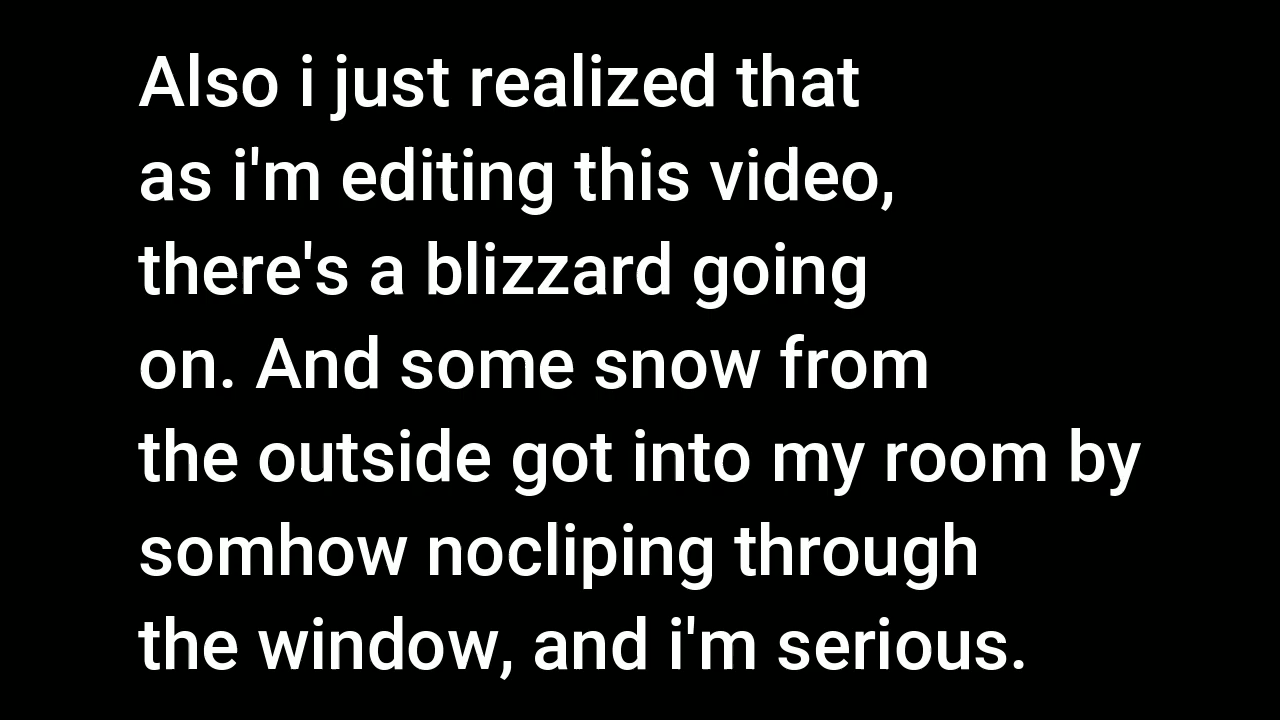 Also i just realized that
as i'm editing this video,
there's a blizzard going
on. And some snow from
the outside got into my room by
somhow nocliping through
the window, and i'm serious.